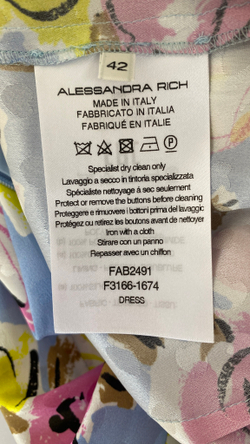 42
ALESSANDRA RICH
MADE IN ITALY
FABBRICATO IN ITALIA
FABRIQUÉ EN ITALIE
P
Specialist dry clean only
Lavaggio a secco in tintoria specializzata
Spécialiste nettoyage à sec seulement
Protect or remove the buttons before cleaning
Proteggere e rimuovere i bottoni prima del lavaggio
Protégez ou retirez les boutons avant de nettoyer
Iron with a cloth
Stirare con un panno
Repasser avec un chiffon
FAB2491
F3166-1674
DRESS